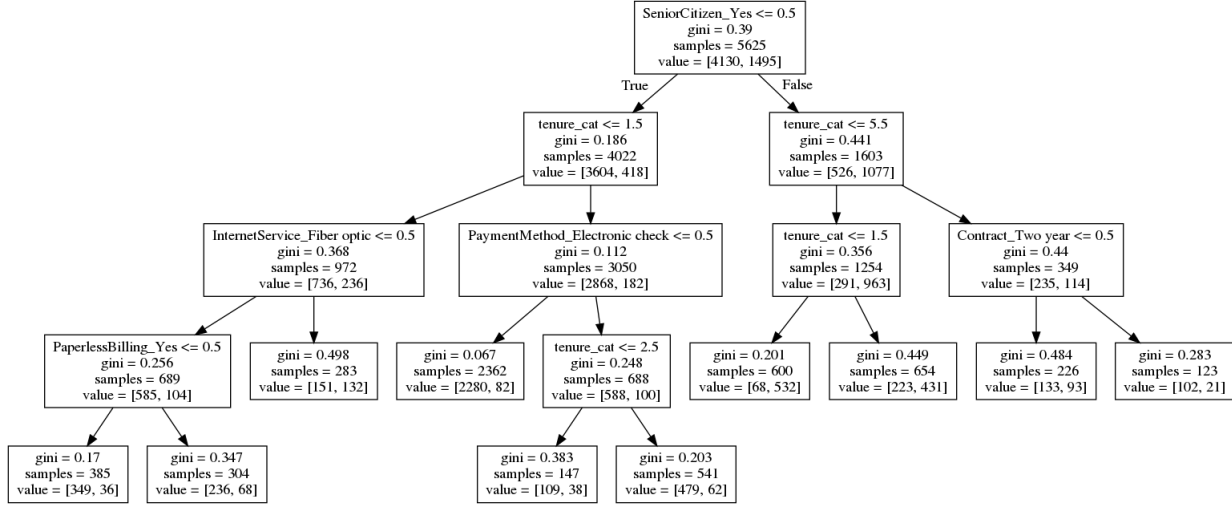 SeniorCitizen_Yes <= 0.5
gini = 0.39
samples = 5625
value = [4130, 1495]
True
False
tenure_cat <= 1.5
gini = 0.186
samples = 4022
value = [3604, 418]
tenure_cat <= 5.5
gini = 0.441
samples = 1603
value = [526, 1077]
InternetService_Fiber optic <= 0.5
gini = 0.368
samples = 972
value = [736, 236]
PaymentMethod_Electronic check <= 0.5
gini = 0.112
samples = 3050
value = [2868, 182]
tenure_cat <= 1.5
gini = 0.356
samples = 1254
value = [291, 963]
Contract_Two year <= 0.5
gini = 0.44
samples = 349
value = [235, 114]
PaperlessBilling_Yes <= 0.5
gini = 0.256
samples = 689
value = [585, 104]
gini = 0.498
samples = 283
value = [151, 132]
gini = 0.067
samples = 2362
value = [2280, 82]
tenure_cat <= 2.5
gini = 0.248
samples = 688
value = [588, 100]
gini = 0.201
samples = 600
value = [68, 532]
gini = 0.449
samples = 654
value = [223, 431]
gini = 0.484
samples = 226
value = [133, 93]
gini = 0.283
samples = 123
value = [102, 21]
gini = 0.17
samples = 385
value = [349, 36]
gini = 0.347
samples = 304
value = [236, 68]
gini = 0.383
samples = 147
value = [109, 38]
gini = 0.203
samples = 541
value = [479, 62]